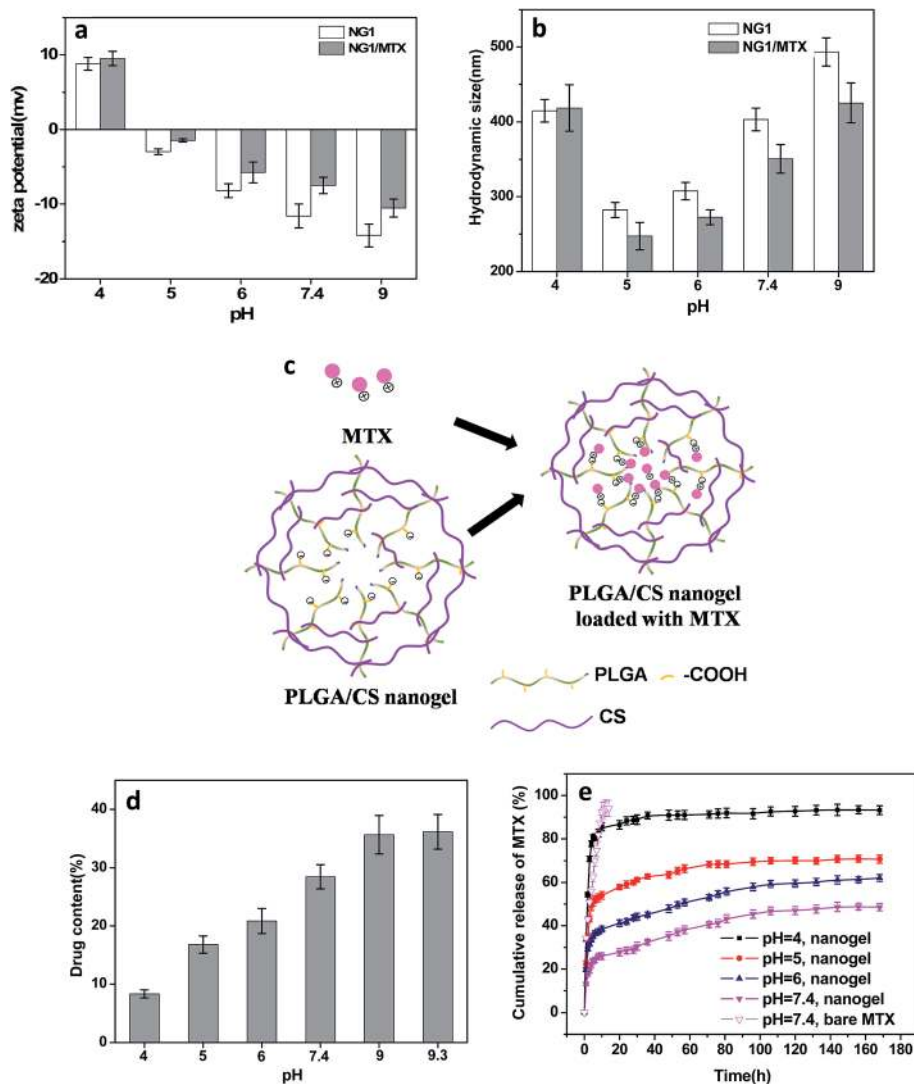 a
NG1
NG1/MTX
10
0
-10
-20
zeta potential(mv)
4 5 6 7.4 9
pH
b
NG1
NG1/MTX
500
400
300
200
Hydrodynamic size(nm)
4 5 6 7.4 9
pH
c
MTX
PLGA/CS nanogel
PLGA/CS nanogel
loaded with MTX
PLGA -COOH
CS
d
40
30
20
10
0
Drug content(%)
4 5 6 7.4 9 9.3
pH
e
100
80
60
40
20
0
Cumulative release of MTX (%)
pH=4, nanogel
pH=5, nanogel
pH=6, nanogel
pH=7.4, nanogel
pH=7.4, bare MTX
0 20 40 60 80 100 120 140 160 180
Time(h)